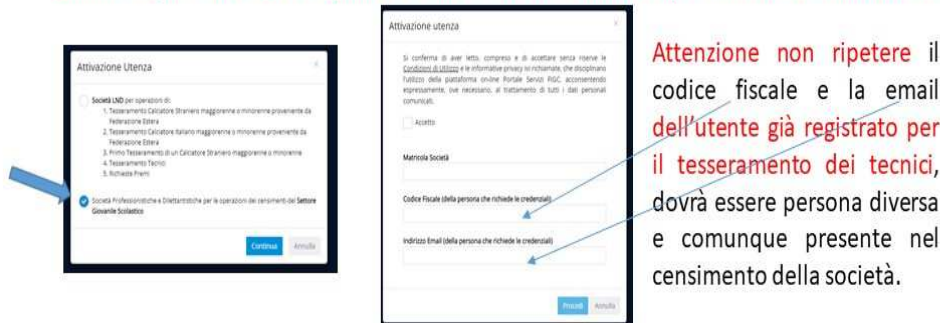 Attivazione Utenza
Società LND per operazioni di:
1. Tesseramento Calciatore Straniero maggiorenne o minorenne proveniente da
Federazione Estera
2. Tesseramento Calciatore Italiano maggiorenne o minorenne proveniente da
Federazione Estera
3. Primo Tesseramento di un Calciatore Straniero maggiorenne o minorenne
4. Tesseramento Tecnici
5. Richieste Premi
Società Professionistiche e Dilettantistiche per le operazioni dei censimenti del Settore
Giovanile Scolastico
Continua Annulla
Attivazione utenza
Si conferma di aver letto, compreso e di accettare senza riserve le
Condizioni di Utilizzo e le informative privacy ivi richiamate, che disciplinano
l'utilizzo della piattaforma on-line Portale Servizi FIGC, acconsentendo
espressamente, ove necessario, al trattamento di tutti i dati personali
comunicati.
Accetto
Matricola Società
Codice Fiscale (della persona che richiede le credenziali)
Indirizzo Email (della persona che richiede le credenziali)
Procedi Annulla
Attenzione non ripetere il
codice fiscale e la email
dell'utente già registrato per
il tesseramento dei tecnici,
dovrà essere persona diversa
e comunque presente nel
censimento della società.